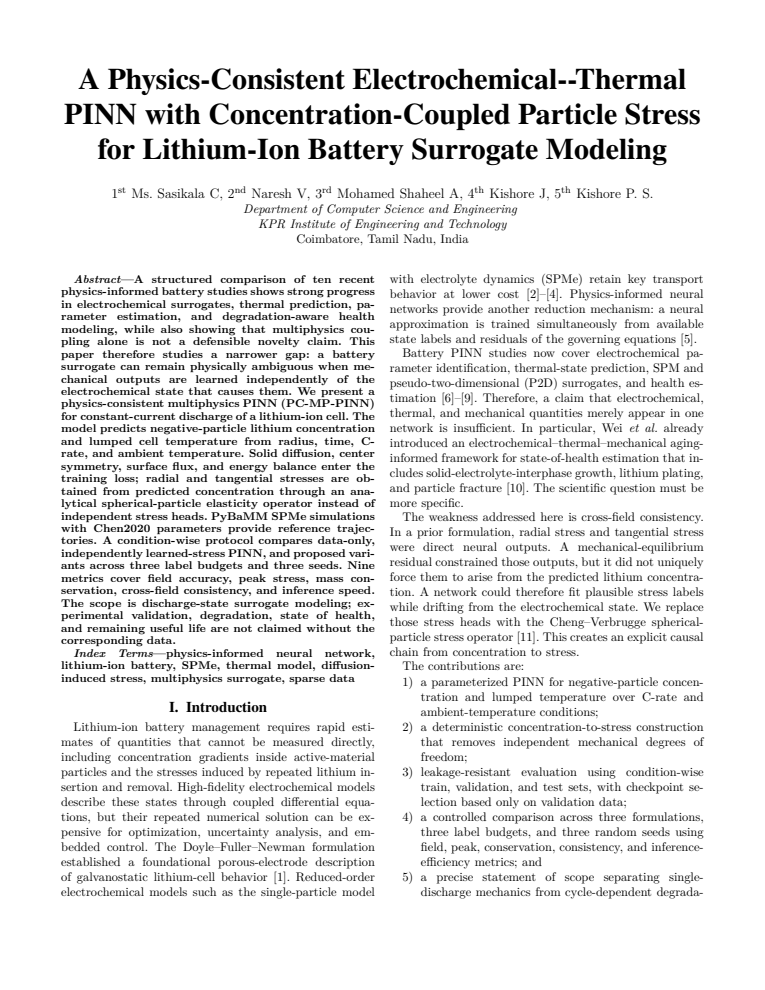 A Physics-Consistent Electrochemical--Thermal
PINN with Concentration-Coupled Particle Stress
for Lithium-Ion Battery Surrogate Modeling
1st Ms. Sasikala C, 2nd Naresh V, 3rd Mohamed Shaheel A, 4th Kishore J, 5th Kishore P. S.
Department of Computer Science and Engineering
KPR Institute of Engineering and Technology
Coimbatore, Tamil Nadu, India
Abstract—A structured comparison of ten recent
physics-informed battery studies shows strong progress
in electrochemical surrogates, thermal prediction, pa-
rameter estimation, and degradation-aware health
modeling, while also showing that multiphysics cou-
pling alone is not a defensible novelty claim. This
paper therefore studies a narrower gap: a battery
surrogate can remain physically ambiguous when me-
chanical outputs are learned independently of the
electrochemical state that causes them. We present a
physics-consistent multiphysics PINN (PC-MP-PINN)
for constant-current discharge of a lithium-ion cell. The
model predicts negative-particle lithium concentration
and lumped cell temperature from radius, time, C-
rate, and ambient temperature. Solid diffusion, center
symmetry, surface flux, and energy balance enter the
training loss; radial and tangential stresses are ob-
tained from predicted concentration through an ana-
lytical spherical-particle elasticity operator instead of
independent stress heads. PyBaMM SPMe simulations
with Chen2020 parameters provide reference trajec-
tories. A condition-wise protocol compares data-only,
independently learned-stress PINN, and proposed vari-
ants across three label budgets and three seeds. Nine
metrics cover field accuracy, peak stress, mass con-
servation, cross-field consistency, and inference speed.
The scope is discharge-state surrogate modeling; ex-
perimental validation, degradation, state of health,
and remaining useful life are not claimed without the
corresponding data.
Index Terms—physics-informed neural network,
lithium-ion battery, SPMe, thermal model, diffusion-
induced stress, multiphysics surrogate, sparse data
I. Introduction
Lithium-ion battery management requires rapid esti-
mates of quantities that cannot be measured directly,
including concentration gradients inside active-material
particles and the stresses induced by repeated lithium in-
sertion and removal. High-fidelity electrochemical models
describe these states through coupled differential equa-
tions, but their repeated numerical solution can be ex-
pensive for optimization, uncertainty analysis, and em-
bedded control. The Doyle–Fuller–Newman formulation
established a foundational porous-electrode description
of galvanostatic lithium-cell behavior [1]. Reduced-order
electrochemical models such as the single-particle model
with electrolyte dynamics (SPMe) retain key transport
behavior at lower cost [2]–[4]. Physics-informed neural
networks provide another reduction mechanism: a neural
approximation is trained simultaneously from available
state labels and residuals of the governing equations [5].
Battery PINN studies now cover electrochemical pa-
rameter identification, thermal-state prediction, SPM and
pseudo-two-dimensional (P2D) surrogates, and health es-
timation [6]–[9]. Therefore, a claim that electrochemical,
thermal, and mechanical quantities merely appear in one
network is insufficient. In particular, Wei et al. already
introduced an electrochemical–thermal–mechanical aging-
informed framework for state-of-health estimation that in-
cludes solid-electrolyte-interphase growth, lithium plating,
and particle fracture [10]. The scientific question must be
more specific.
The weakness addressed here is cross-field consistency.
In a prior formulation, radial stress and tangential stress
were direct neural outputs. A mechanical-equilibrium
residual constrained those outputs, but it did not uniquely
force them to arise from the predicted lithium concentra-
tion. A network could therefore fit plausible stress labels
while drifting from the electrochemical state. We replace
those stress heads with the Cheng–Verbrugge spherical-
particle stress operator [11]. This creates an explicit causal
chain from concentration to stress.
The contributions are:
1) a parameterized PINN for negative-particle concen-
tration and lumped temperature over C-rate and
ambient-temperature conditions;
2) a deterministic concentration-to-stress construction
that removes independent mechanical degrees of
freedom;
3) leakage-resistant evaluation using condition-wise
train, validation, and test sets, with checkpoint se-
lection based only on validation data;
4) a controlled comparison across three formulations,
three label budgets, and three random seeds using
field, peak, conservation, consistency, and inference-
efficiency metrics; and
5) a precise statement of scope separating single-
discharge mechanics from cycle-dependent degrada-